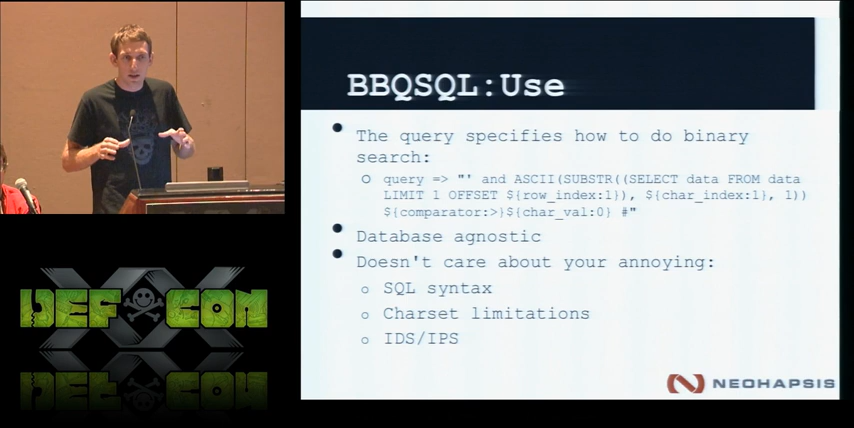 BBQSQL:Use
• The query specifies how to do binary
search:
o query => "' and ASCII(SUBSTR((SELECT data FROM data
LIMIT 1 OFFSET ${row_index:1}), ${char_index:1}, 1))
${comparator:>}${char_val:0} #"
• Database agnostic
• Doesn't care about your annoying:
o SQL syntax
o Charset limitations
o IDS/IPS
NEOHAPSIS
XX
DEF CON